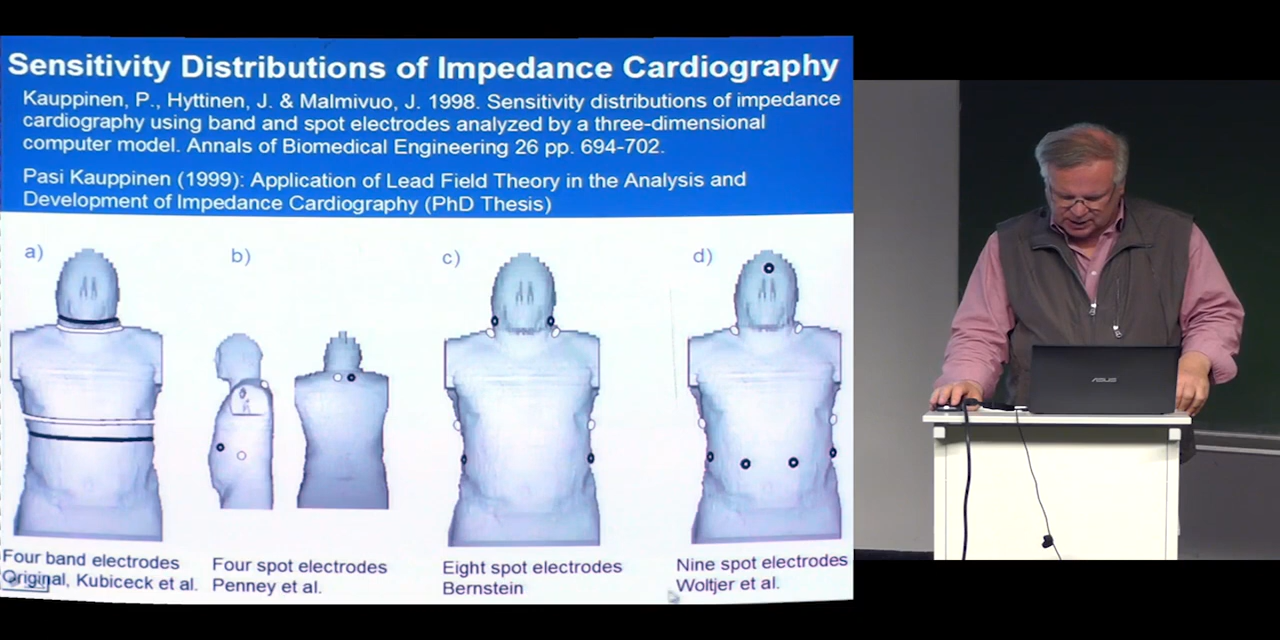 Sensitivity Distributions of Impedance Cardiography
Kauppinen, P., Hyttinen, J. & Malmivuo, J. 1998. Sensitivity distributions of impedance
cardiography using band and spot electrodes analyzed by a three-dimensional
computer model. Annals of Biomedical Engineering 26 pp. 694-702.
Pasi Kauppinen (1999): Application of Lead Field Theory in the Analysis and
Development of Impedance Cardiography (PhD Thesis)
a)
b)
c)
d)
Four band electrodes
Original, Kubiceck et al.
Four spot electrodes
Penney et al.
Eight spot electrodes
Bernstein
Nine spot electrodes
Woltjer et al.
ASUS